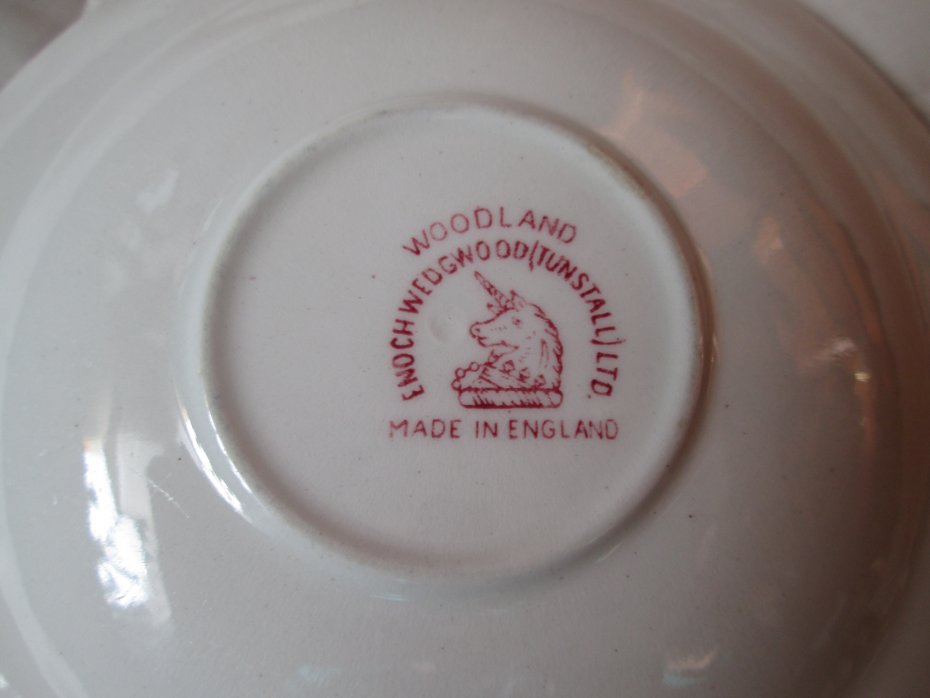 WOODLAND
ENOCH WEDGWOOD (TUNSTALL) LTD.
MADE IN ENGLAND